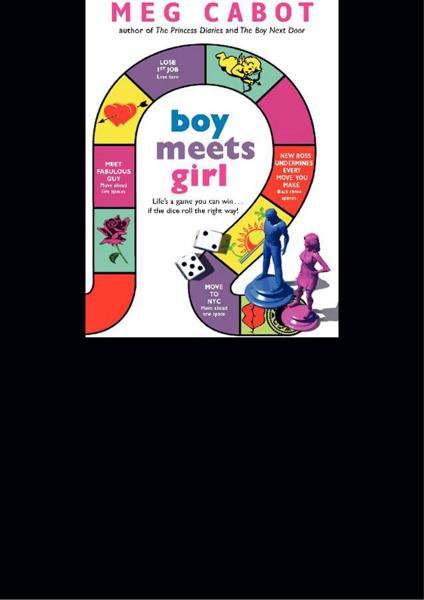 MEG CABOT
author of The Princess Diaries and The Boy Next Door
LOSE
1ST JOB
Lose turn
boy
meets
girl
Life's a game you can win . . .
if the dice roll the right way!
MEET
FABULOUS
GUY
Move ahead
five spaces
NEW BOSS
UNDERMINES
EVERY
MOVE YOU
MAKE
Back three
spaces
MOVE
TO
NYC
Move ahead
one space